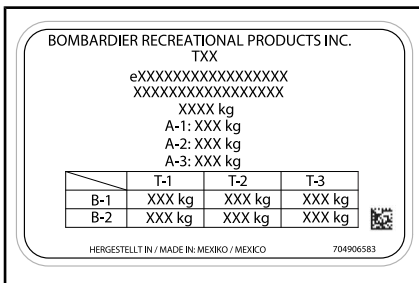 BOMBARDIER RECREATIONAL PRODUCTS INC.
TXX
eXXXXXXXXXXXXXXXXX
XXXXXXXXXXXXXXXXX
XXXX kg
A-1: XXX kg
A-2: XXX kg
A-3: XXX kg
T-1 T-2 T-3
B-1 XXX kg XXX kg XXX kg
B-2 XXX kg XXX kg XXX kg
HERGESTELLT IN / MADE IN: MEXIKO / MEXICO 704906583